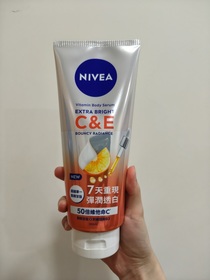 NIVEA
Vitamin Body Serum
EXTRA BRIGHT
C&E
BOUNCY RADIANCE
NEW
7天重現
彈潤透白
50倍維他命C